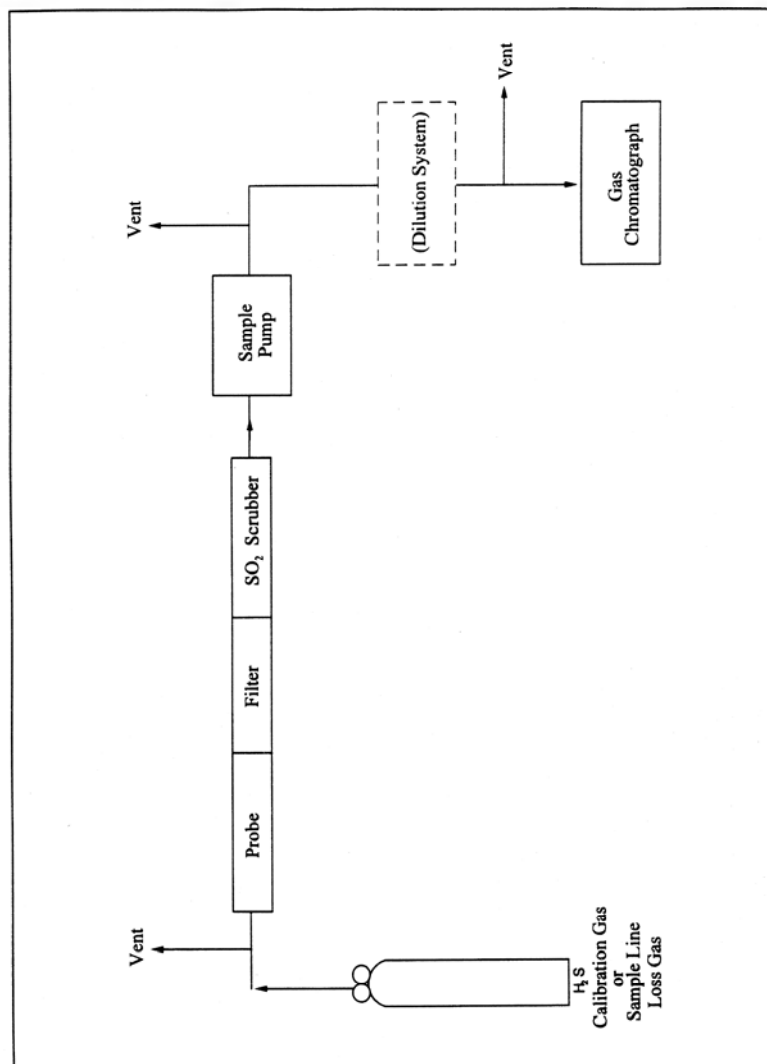 Vent
Probe
Filter
SO₂ Scrubber
Sample
Pump
Vent
(Dilution System)
Vent
Gas
Chromatograph
H₂S
Calibration Gas
or
Sample Line
Loss Gas